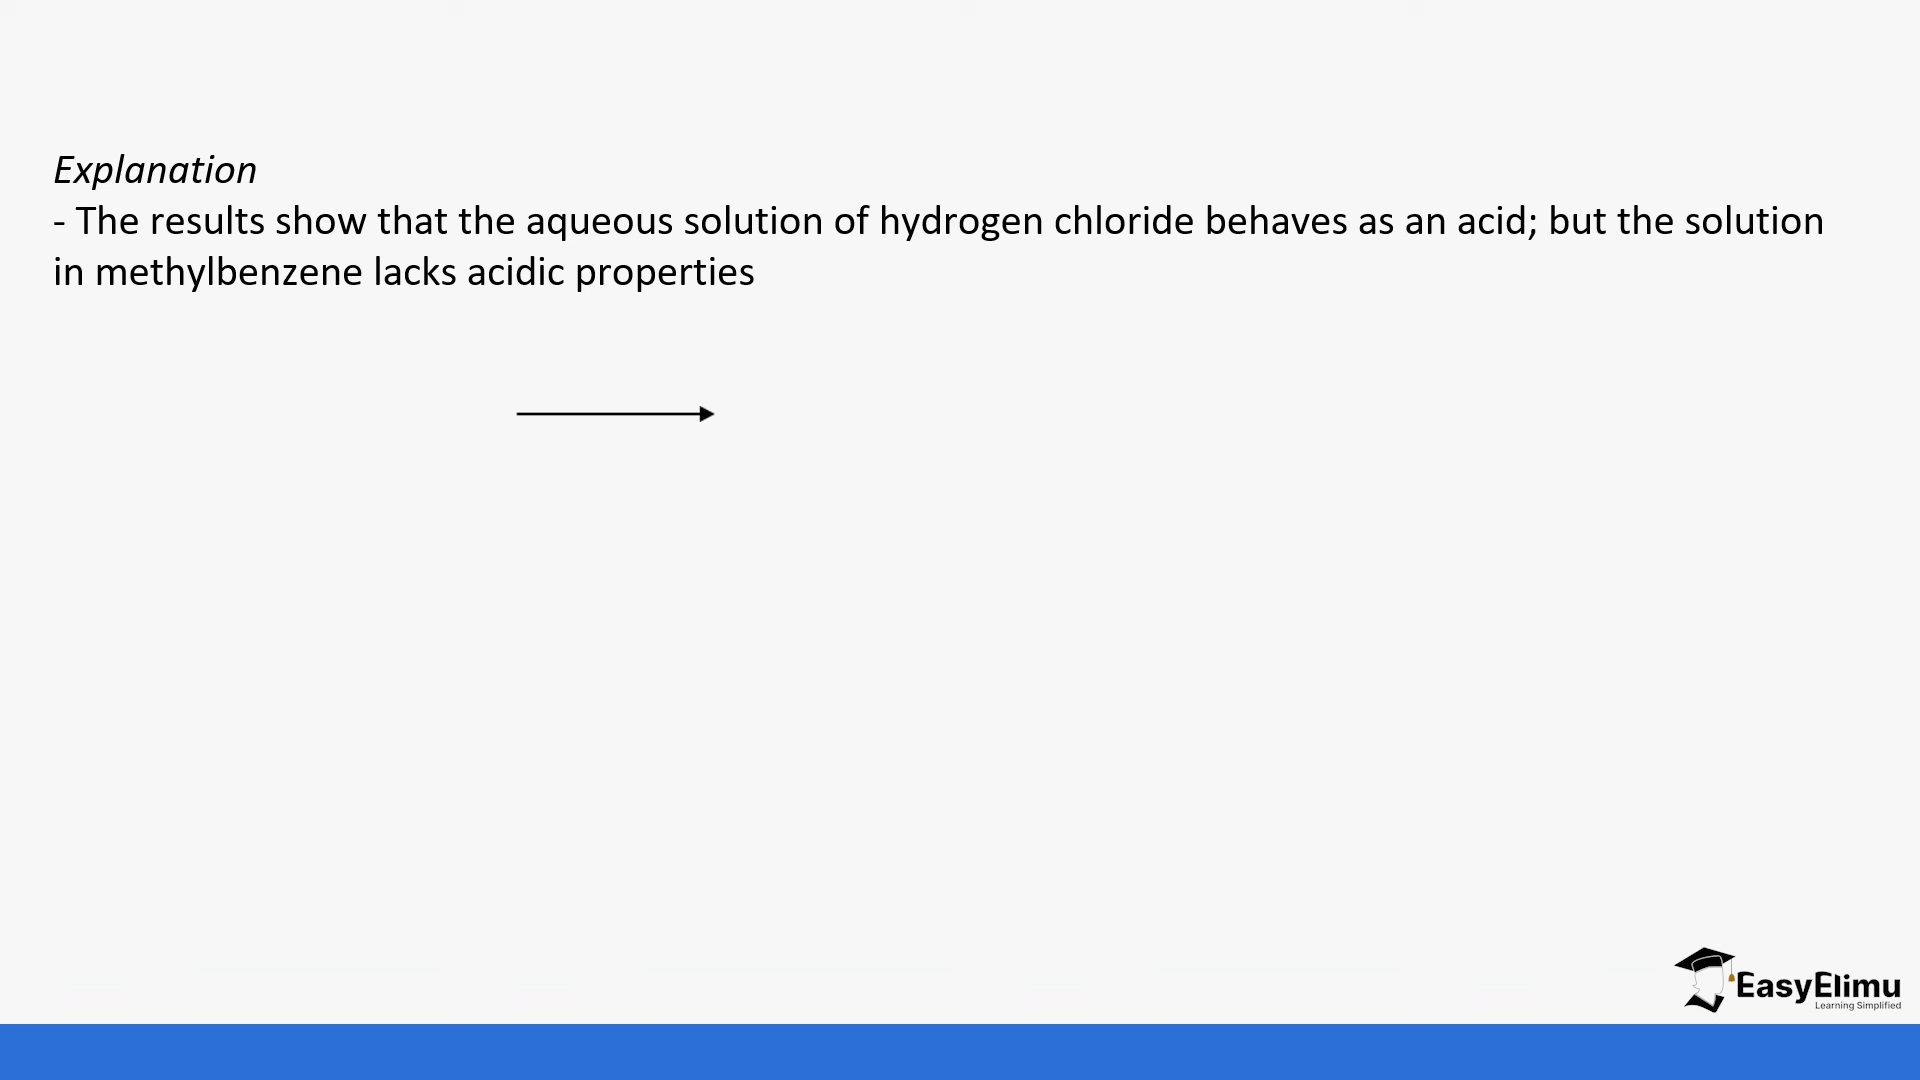 Explanation
- The results show that the aqueous solution of hydrogen chloride behaves as an acid; but the solution
in methylbenzene lacks acidic properties
EasyElimu
Learning Simplified